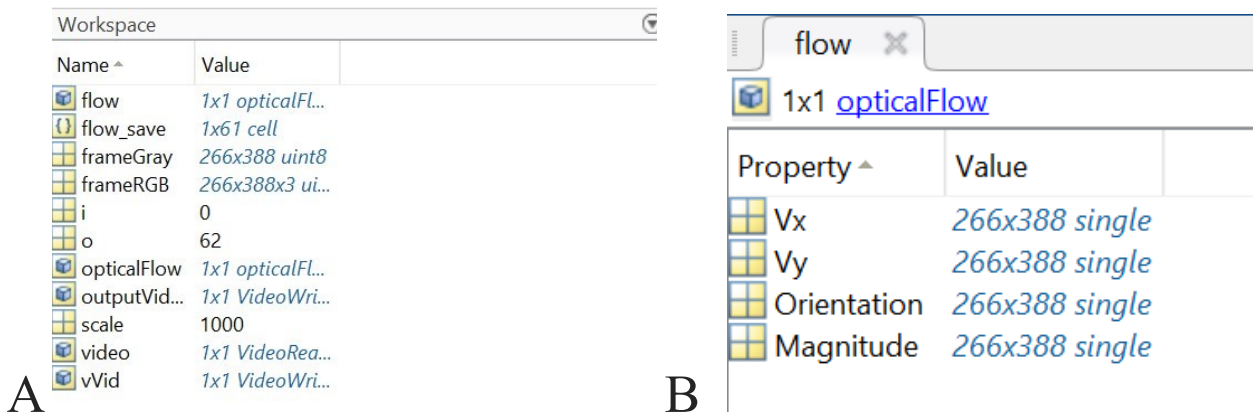 Workspace
Name Value
flow 1x1 opticalFl...
flow_save 1x61 cell
frameGray 266x388 uint8
frameRGB 266x388x3 ui...
i 0
o 62
opticalFlow 1x1 opticalFl...
outputVid... 1x1 VideoWri...
scale 1000
video 1x1 VideoRea...
vVid 1x1 VideoWri...
A
flow
1x1 opticalFlow
Property Value
Vx 266x388 single
Vy 266x388 single
Orientation 266x388 single
Magnitude 266x388 single
B